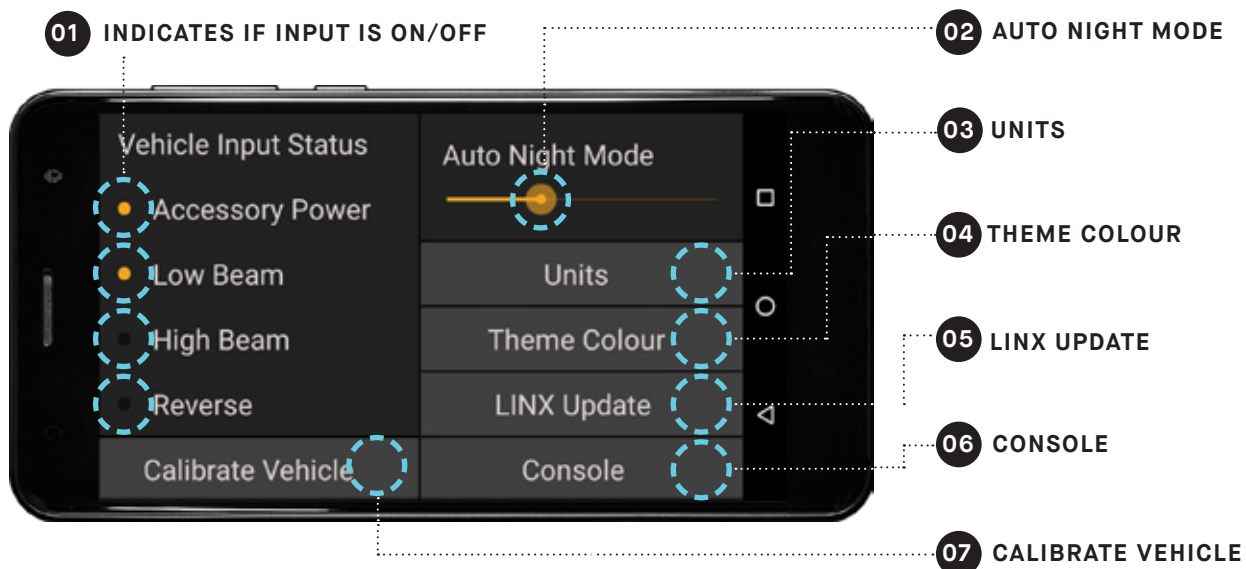 01 INDICATES IF INPUT IS ON/OFF
02 AUTO NIGHT MODE
03 UNITS
04 THEME COLOUR
05 LINX UPDATE
06 CONSOLE
07 CALIBRATE VEHICLE
Vehicle Input Status
Accessory Power
Low Beam
High Beam
Reverse
Calibrate Vehicle
Auto Night Mode
Units
Theme Colour
LINX Update
Console